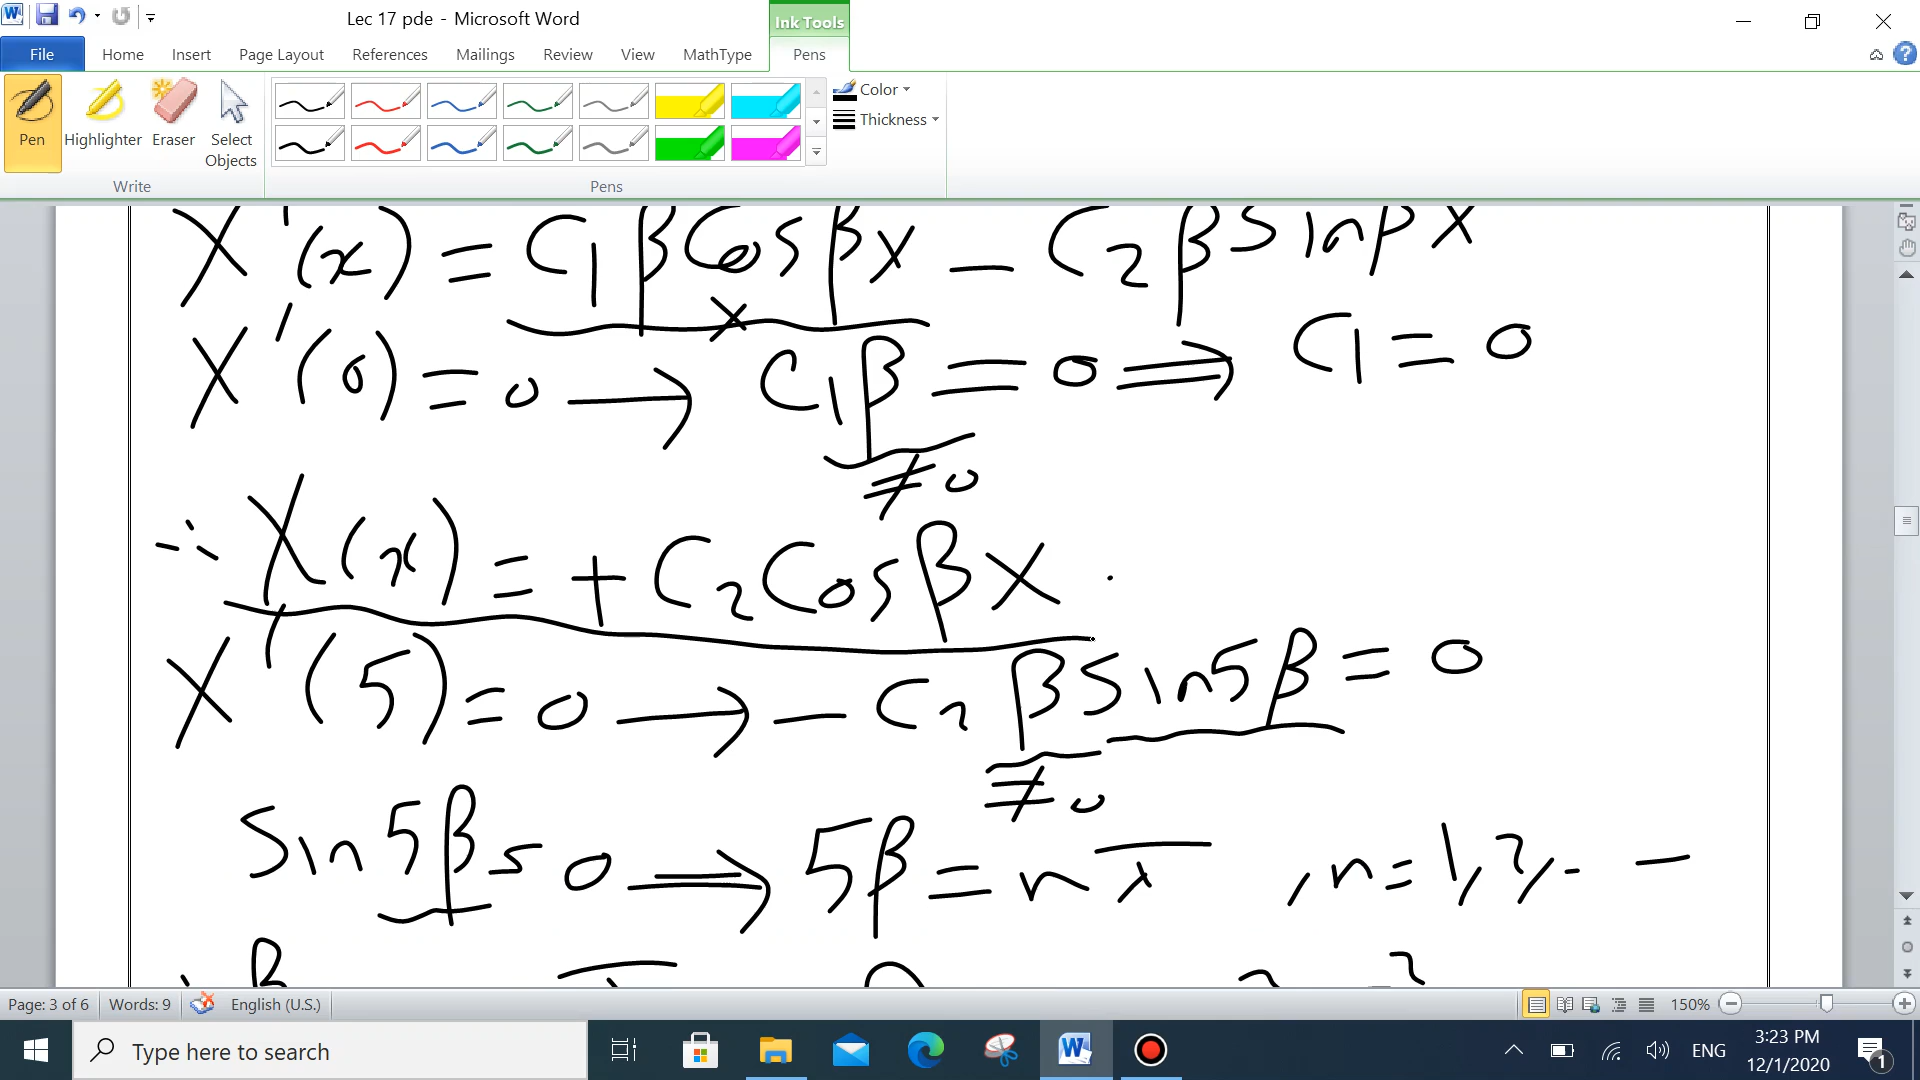 Lec 17 pde - Microsoft Word
Ink Tools
File Home Insert Page Layout References Mailings Review View MathType Pens
Pen Highlighter Eraser Select Objects
Color
Thickness
Write Pens
X'(x) = C1 β Cos βx - C2 β Sin βx
X'(0) = 0 → C1 β = 0 ⟹ C1 = 0
≠ 0
∴ X(x) = + C2 Cos βx .
X'(5) = 0 → - C2 β Sin 5β = 0
≠ 0
Sin 5β = 0 ⟹ 5β = nπ , n = 1, 2, - -
Page: 3 of 6 Words: 9 English (U.S.) 150%
Type here to search
ENG
3:23 PM
12/1/2020
1